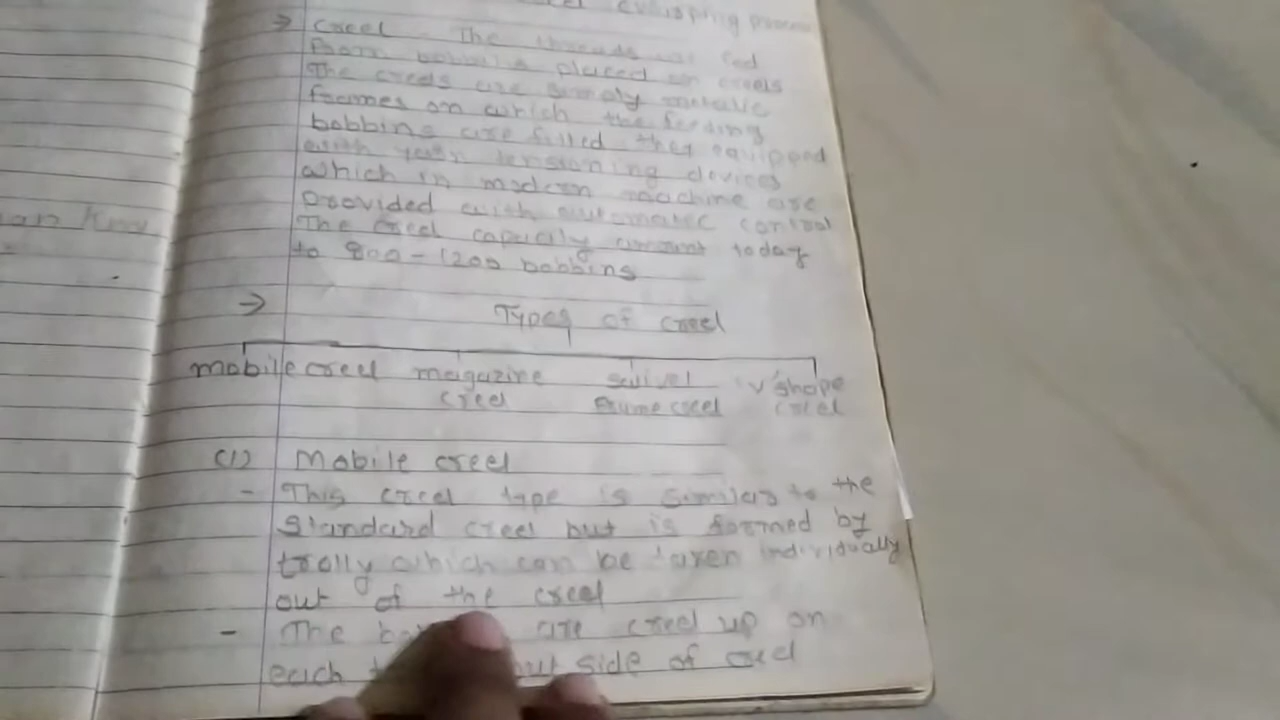 warping process
→ Creel - The threads are fed
from bobbins placed on creels
The creels are simply metalic
frames on which the feeding
bobbins are filled they equipped
with yarn tensioning devices
which in modern machine are
provided with automatic control
The creel capacity amount today
to 800-1200 bobbins
→ Types of creel
mobile creel magazine creel swivel frame creel 'v' shape creel
(1) Mobile creel
- This creel type is similar to the
standard creel but is formed by
trolly which can be taken individually
out of the creel
- The are creel up on
each out side of creel